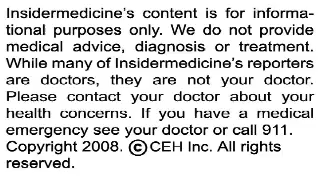 Insidermedicine's content is for informa-
tional purposes only. We do not provide
medical advice, diagnosis or treatment.
While many of Insidermedicine's reporters
are doctors, they are not your doctor.
Please contact your doctor about your
health concerns. If you have a medical
emergency see your doctor or call 911.
Copyright 2008. ©CEH Inc. All rights
reserved.